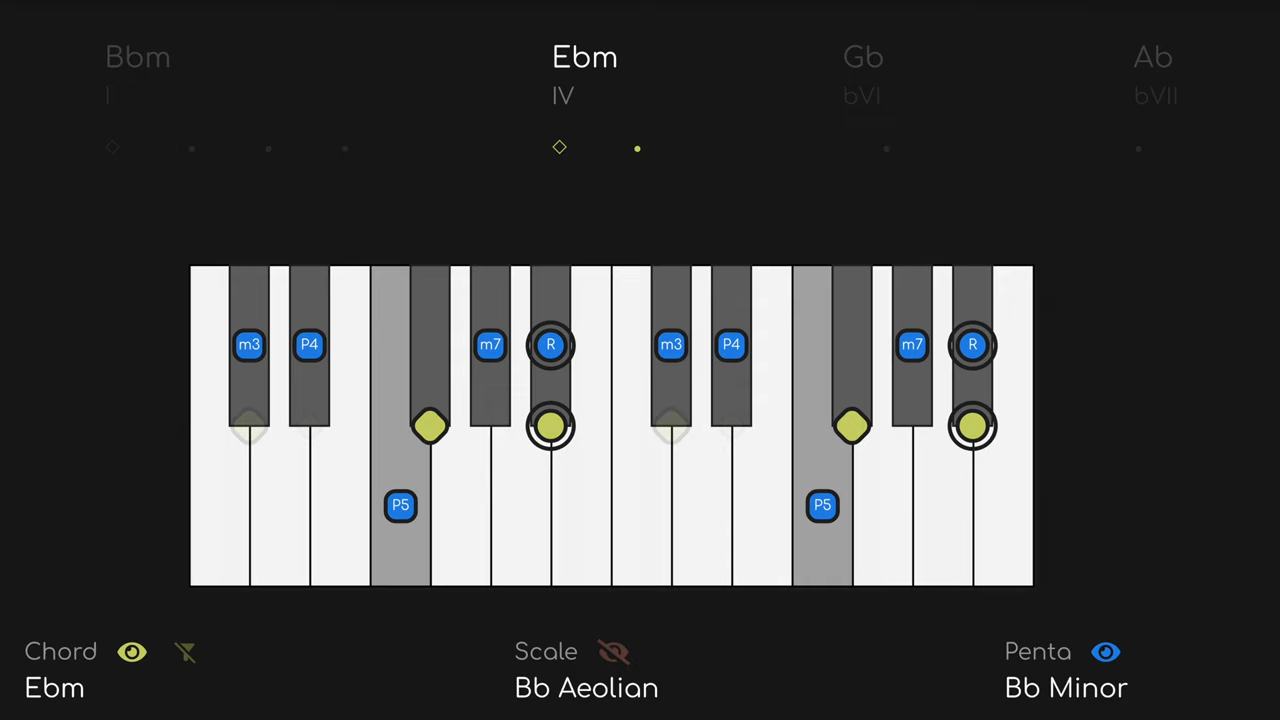 Bbm Ebm Gb Ab
I IV bVI bVII
m3 P4 m7 R m3 P4 m7 R
P5 P5
Chord Scale Penta
Ebm Bb Aeolian Bb Minor